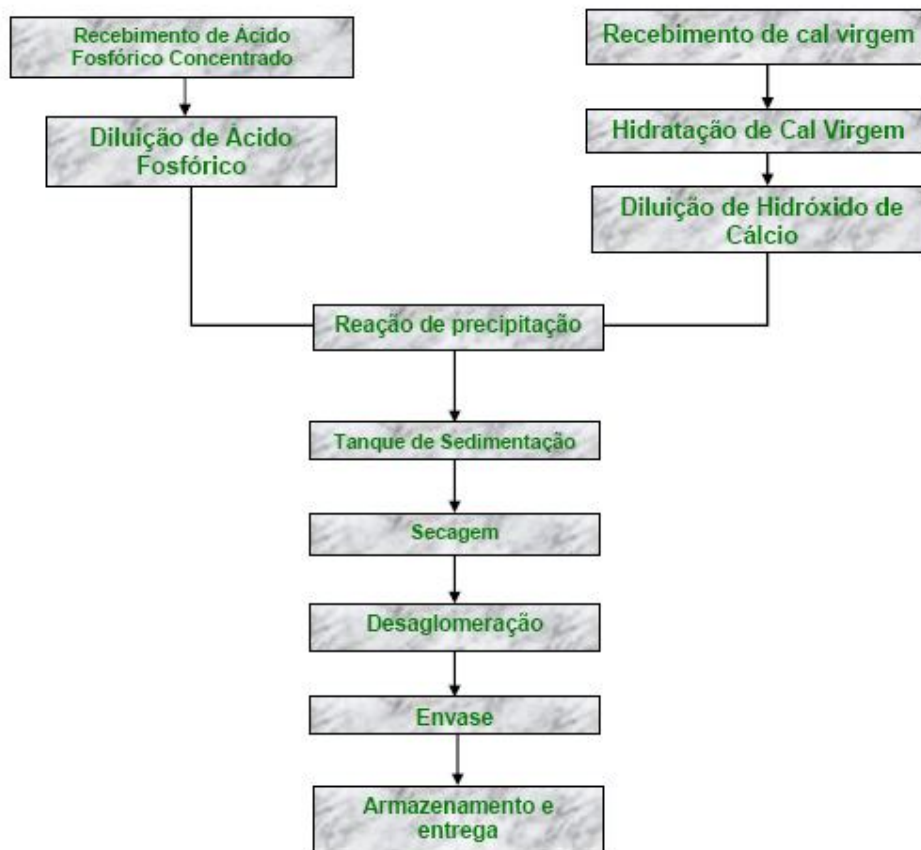 Recebimento de Ácido
Fosfórico Concentrado
Diluição de Ácido
Fosfórico
Recebimento de cal virgem
Hidratação de Cal Virgem
Diluição de Hidróxido de
Cálcio
Reação de precipitação
Tanque de Sedimentação
Secagem
Desaglomeração
Envase
Armazenamento e
entrega